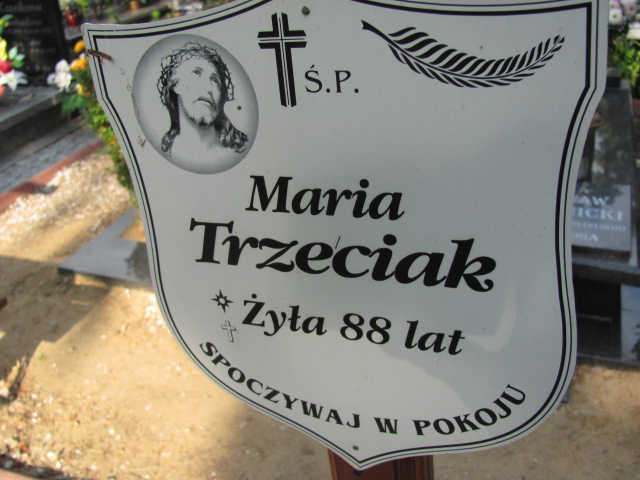 Ś.P.
Maria
Trzeciak
Żyła 88 lat
SPOCZYWAJ W POKOJU